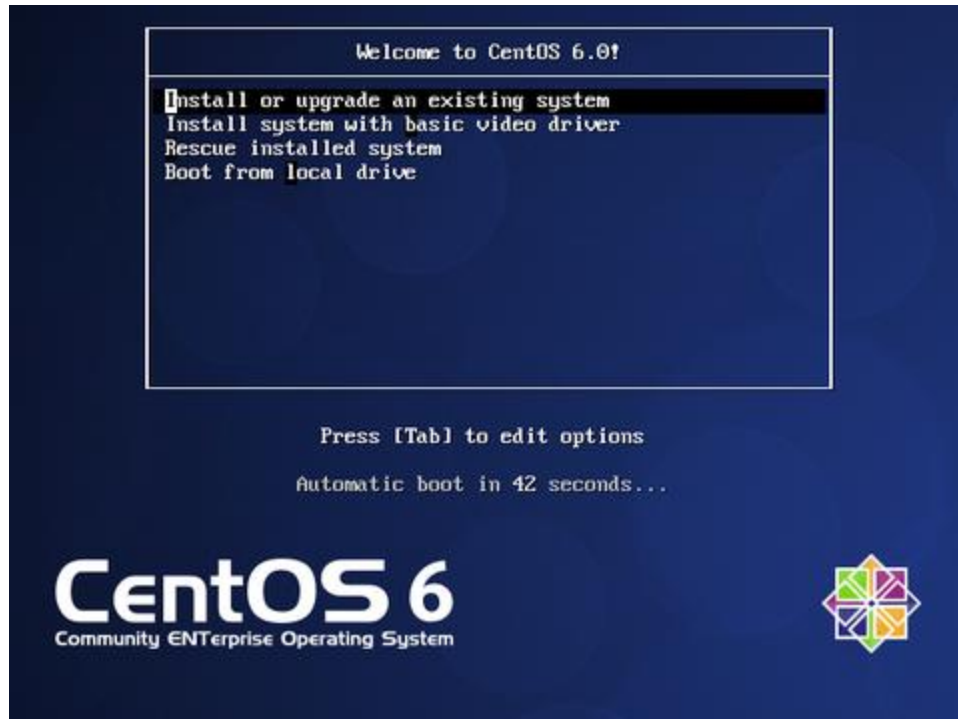 Welcome to CentOS 6.0!
Install or upgrade an existing system
Install system with basic video driver
Rescue installed system
Boot from local drive
Press [Tab] to edit options
Automatic boot in 42 seconds...
CentOS 6
Community ENTerprise Operating System